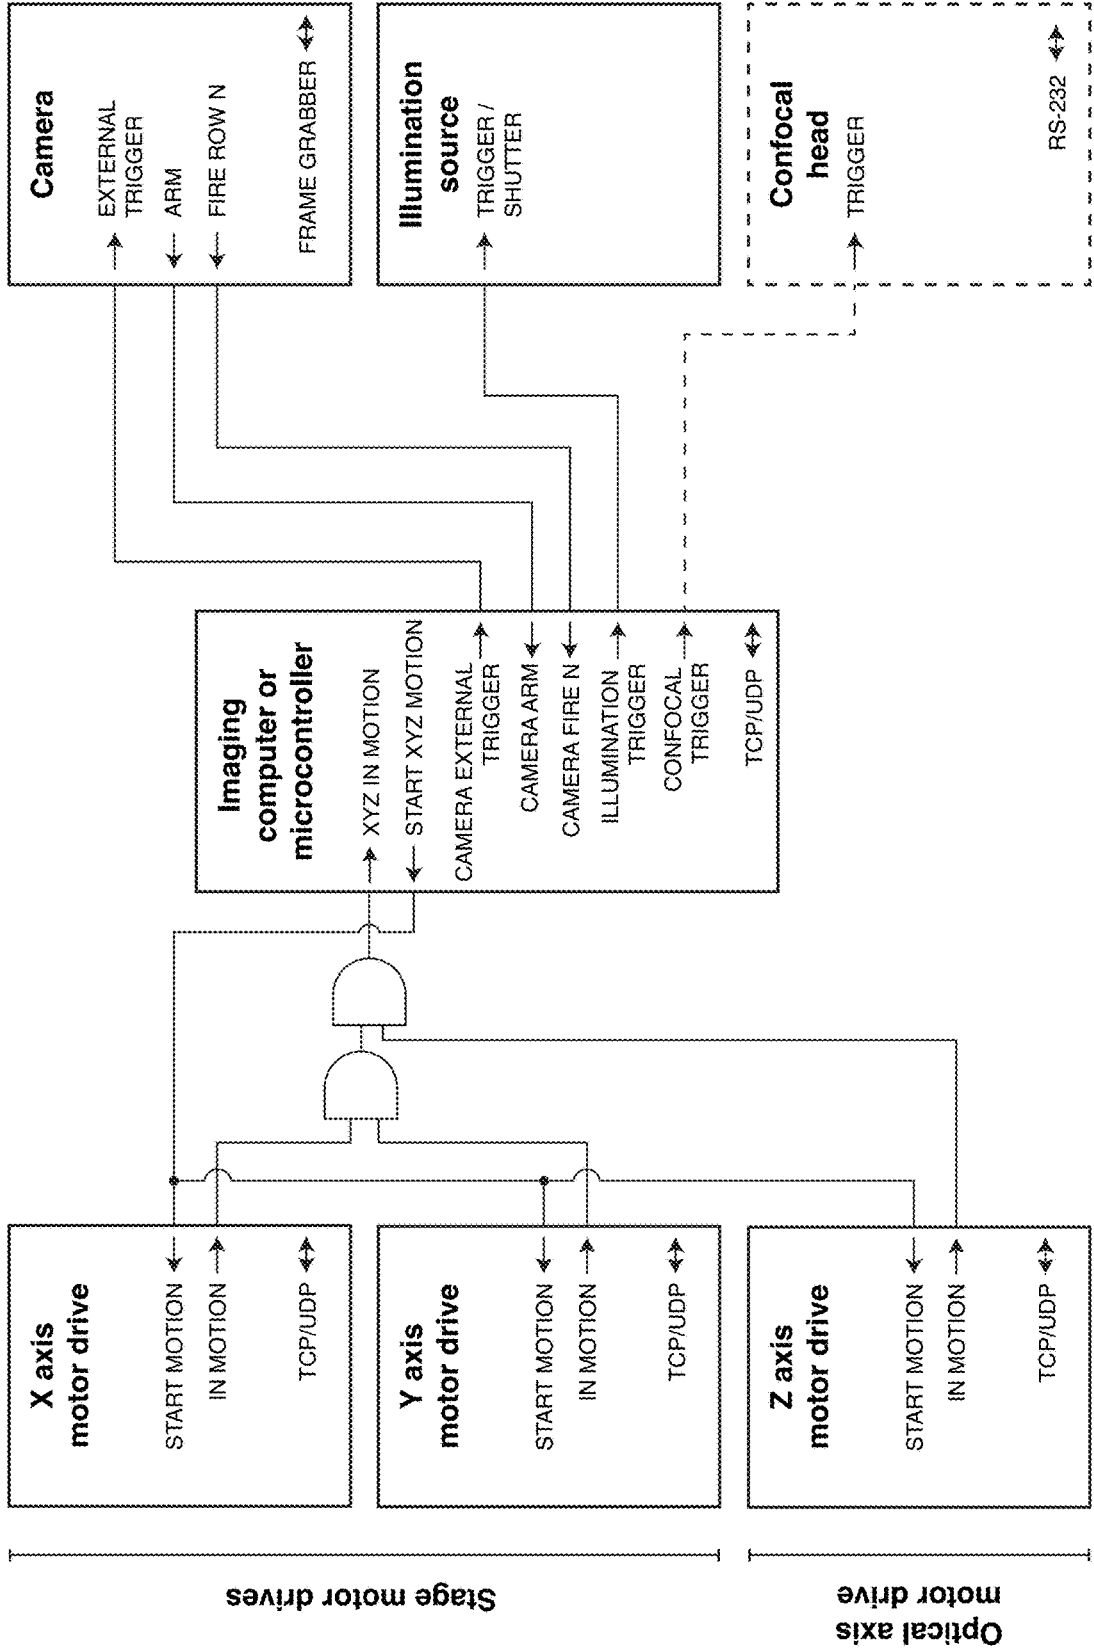 Stage motor drives
Optical axis
motor drive
X axis
motor drive
START MOTION
IN MOTION
TCP/UDP
Y axis
motor drive
START MOTION
IN MOTION
TCP/UDP
Z axis
motor drive
START MOTION
IN MOTION
TCP/UDP
Imaging
computer or
microcontroller
XYZ IN MOTION
START XYZ MOTION
CAMERA EXTERNAL
TRIGGER
CAMERA ARM
CAMERA FIRE N
ILLUMINATION
TRIGGER
CONFOCAL
TRIGGER
TCP/UDP
Camera
EXTERNAL
TRIGGER
ARM
FIRE ROW N
FRAME GRABBER
Illumination
source
TRIGGER /
SHUTTER
Confocal
head
TRIGGER
RS-232